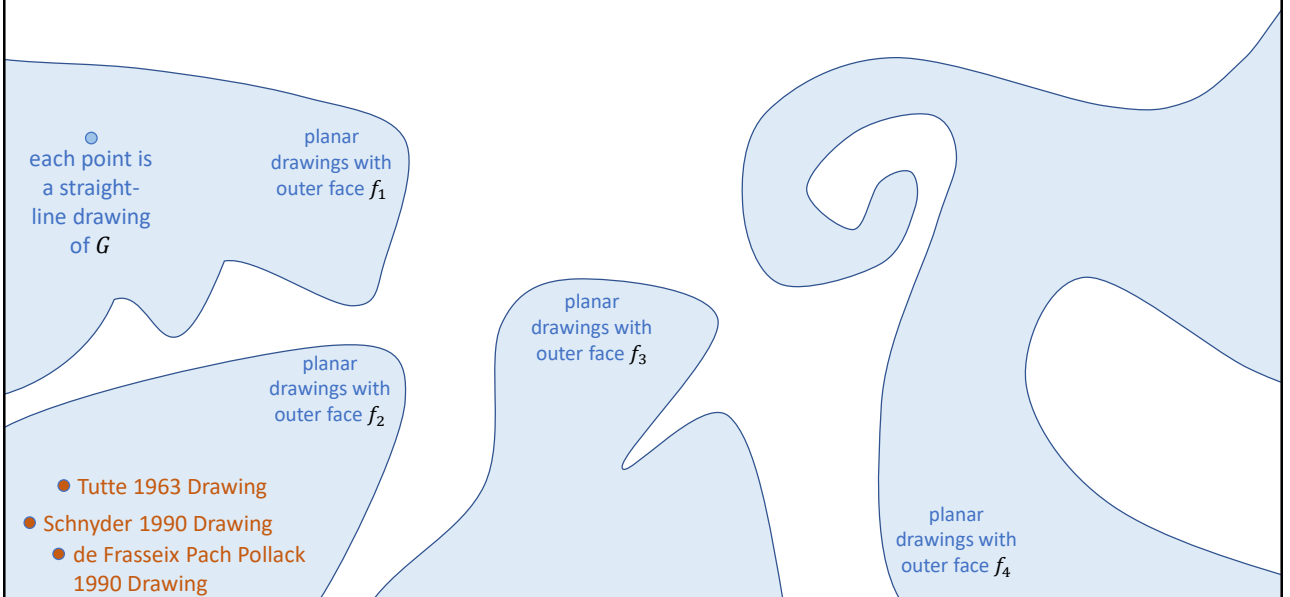 each point is
a straight-
line drawing
of G
planar
drawings with
outer face f₁
planar
drawings with
outer face f₂
Tutte 1963 Drawing
Schnyder 1990 Drawing
de Frasseix Pach Pollack
1990 Drawing
planar
drawings with
outer face f₃
planar
drawings with
outer face f₄